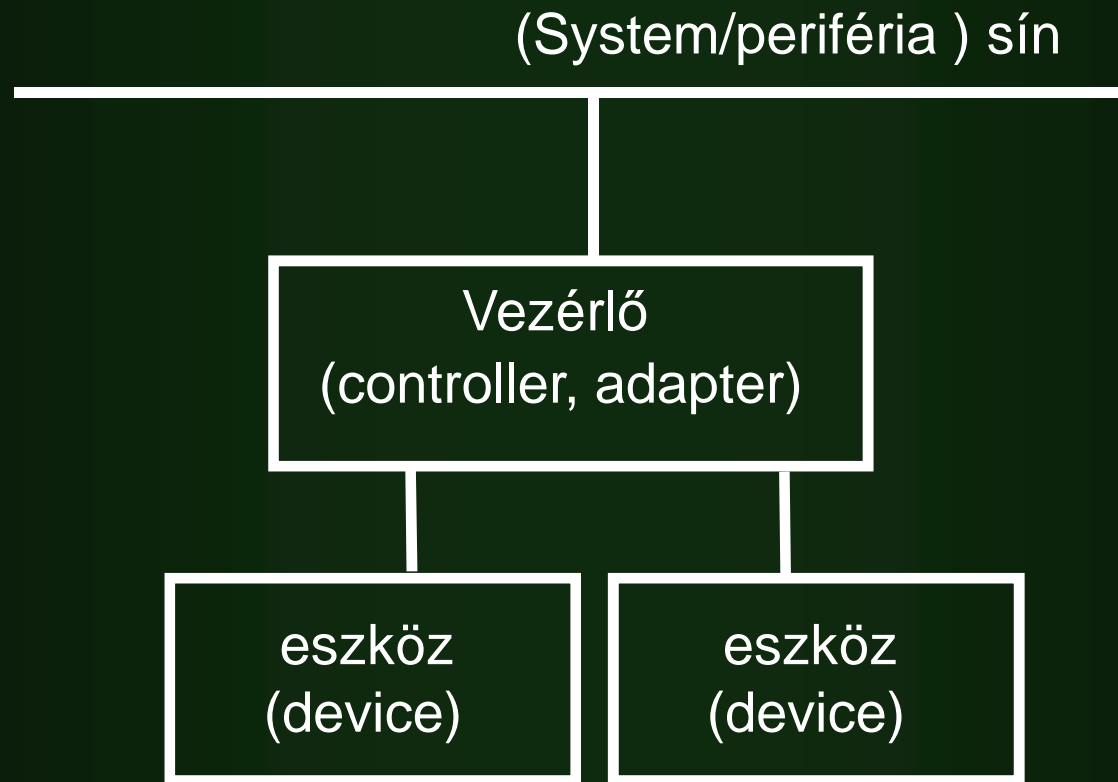 (System/periféria ) sín
Vezérlő
(controller, adapter)
eszköz
(device)
eszköz
(device)